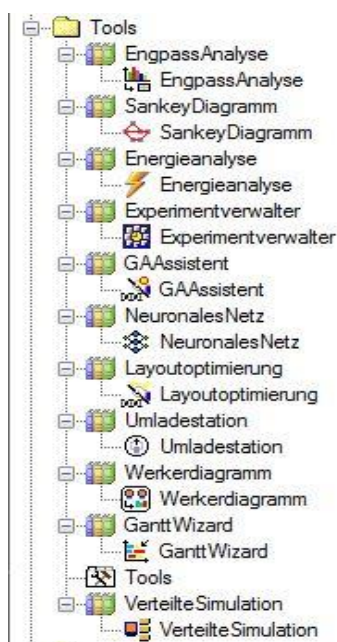 Tools
EngpassAnalyse
EngpassAnalyse
SankeyDiagramm
SankeyDiagramm
Energieanalyse
Energieanalyse
Experimentverwalter
Experimentverwalter
GAAssistent
GAAssistent
NeuronalesNetz
NeuronalesNetz
Layoutoptimierung
Layoutoptimierung
Umladestation
Umladestation
Werkerdiagramm
Werkerdiagramm
GanttWizard
GanttWizard
Tools
VerteilteSimulation
VerteilteSimulation